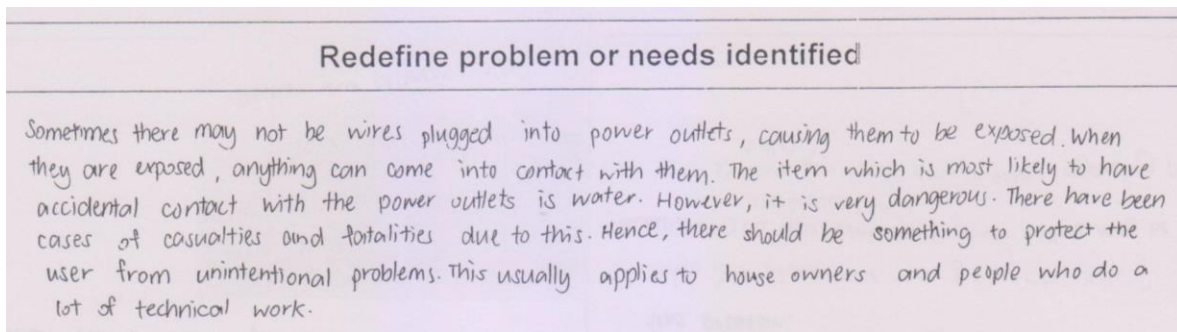 Redefine problem or needs identified
Sometimes there may not be wires plugged into power outlets, causing them to be exposed. When
they are exposed, anything can come into contact with them. The item which is most likely to have
accidental contact with the power outlets is water. However, it is very dangerous. There have been
cases of casualties and fatalities due to this. Hence, there should be something to protect the
user from unintentional problems. This usually applies to house owners and people who do a
lot of technical work.